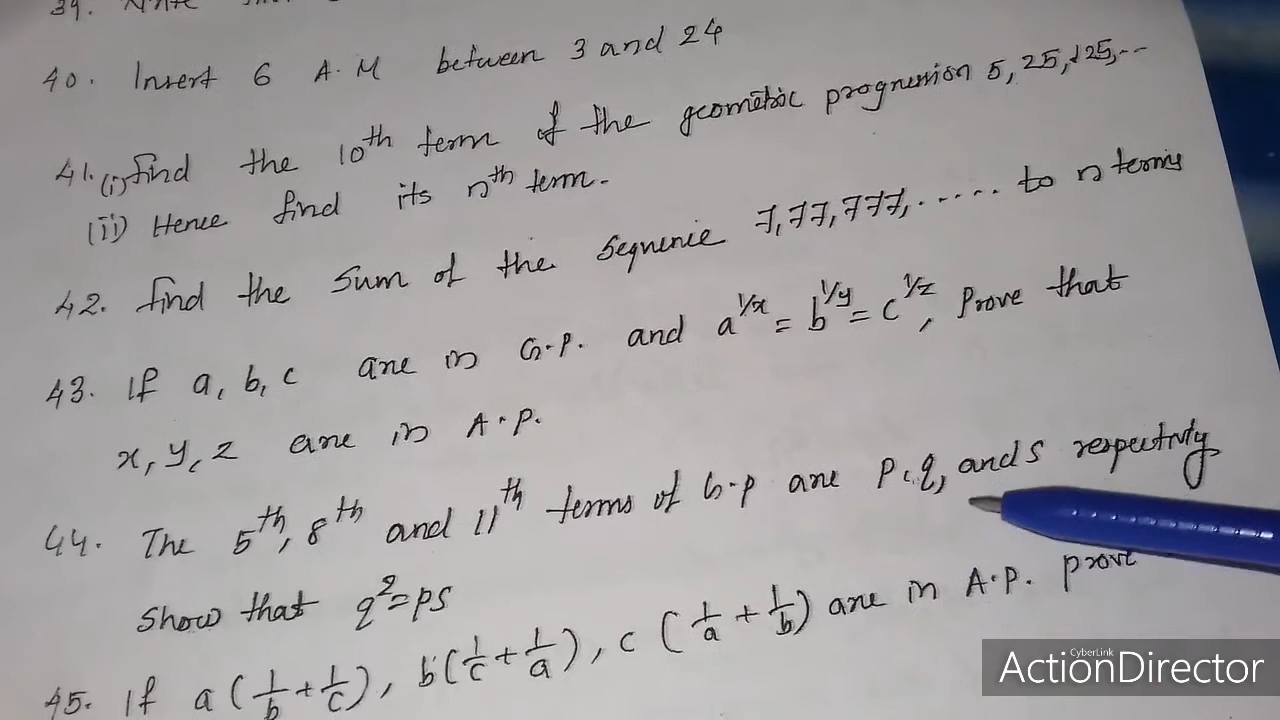 39. Note
40. Insert 6 A.M between 3 and 24
41. (i) find the 10th term of the geometric progression 5, 25, 125, --
(ii) Hence find its nth term.
42. find the sum of the sequence 7, 77, 777, ..... to n terms
43. If a, b, c are in G.P. and a^1/x = b^1/y = c^1/z, Prove that
x, y, z are in A.P.
44. The 5th, 8th and 11th terms of G.P are p, q, and s respectively
Show that q²=ps
45. If a(1/b + 1/c), b(1/c + 1/a), c(1/a + 1/b) are in A.P. prove
CyberLink
ActionDirector